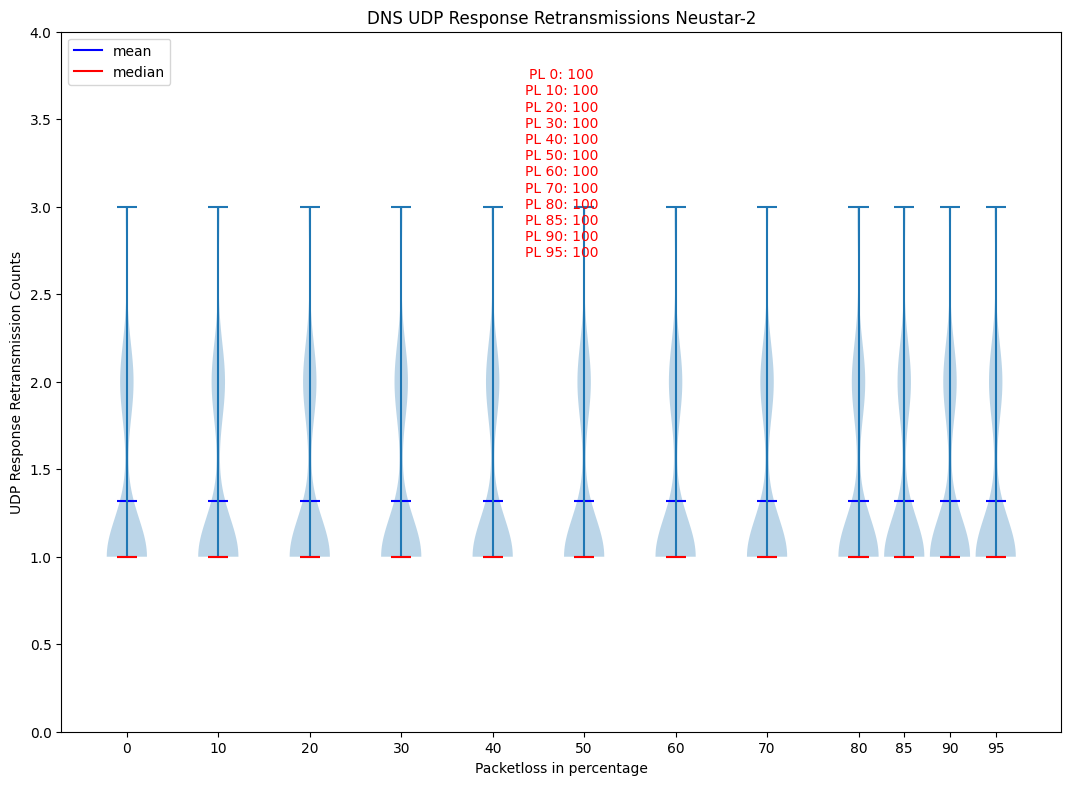 DNS UDP Response Retransmissions Neustar-2
mean
median
PL 0: 100
PL 10: 100
PL 20: 100
PL 30: 100
PL 40: 100
PL 50: 100
PL 60: 100
PL 70: 100
PL 80: 100
PL 85: 100
PL 90: 100
PL 95: 100
UDP Response Retransmission Counts
4.0
3.5
3.0
2.5
2.0
1.5
1.0
0.5
0.0
0 10 20 30 40 50 60 70 80 85 90 95
Packetloss in percentage